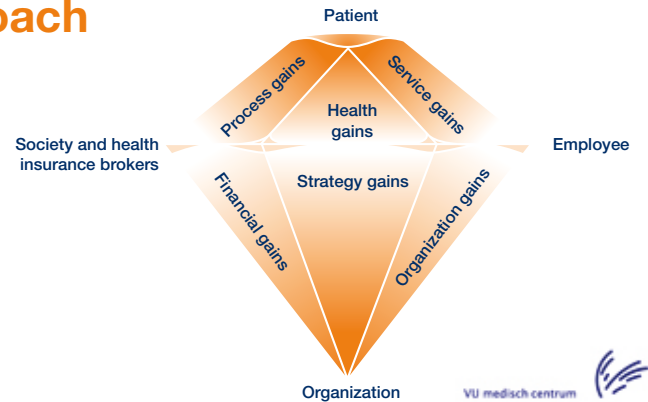 oach
Patient
Process gains
Service gains
Health
gains
Society and health
insurance brokers
Employee
Financial gains
Strategy gains
Organization gains
Organization
VU medisch centrum